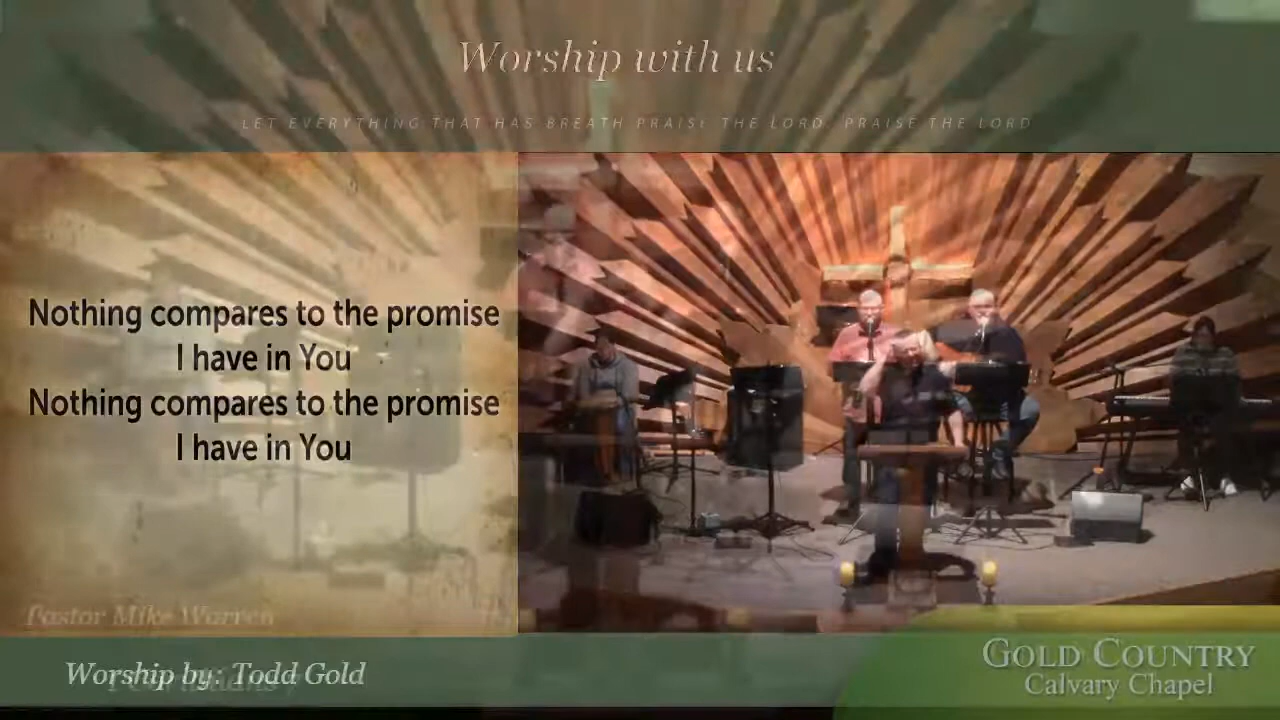 Worship with us
LET EVERYTHING THAT HAS BREATH PRAISE THE LORD. PRAISE THE LORD
Nothing compares to the promise
I have in You
Nothing compares to the promise
I have in You
Pastor Mike Warren
Worship by: Todd Gold
GOLD COUNTRY
Calvary Chapel